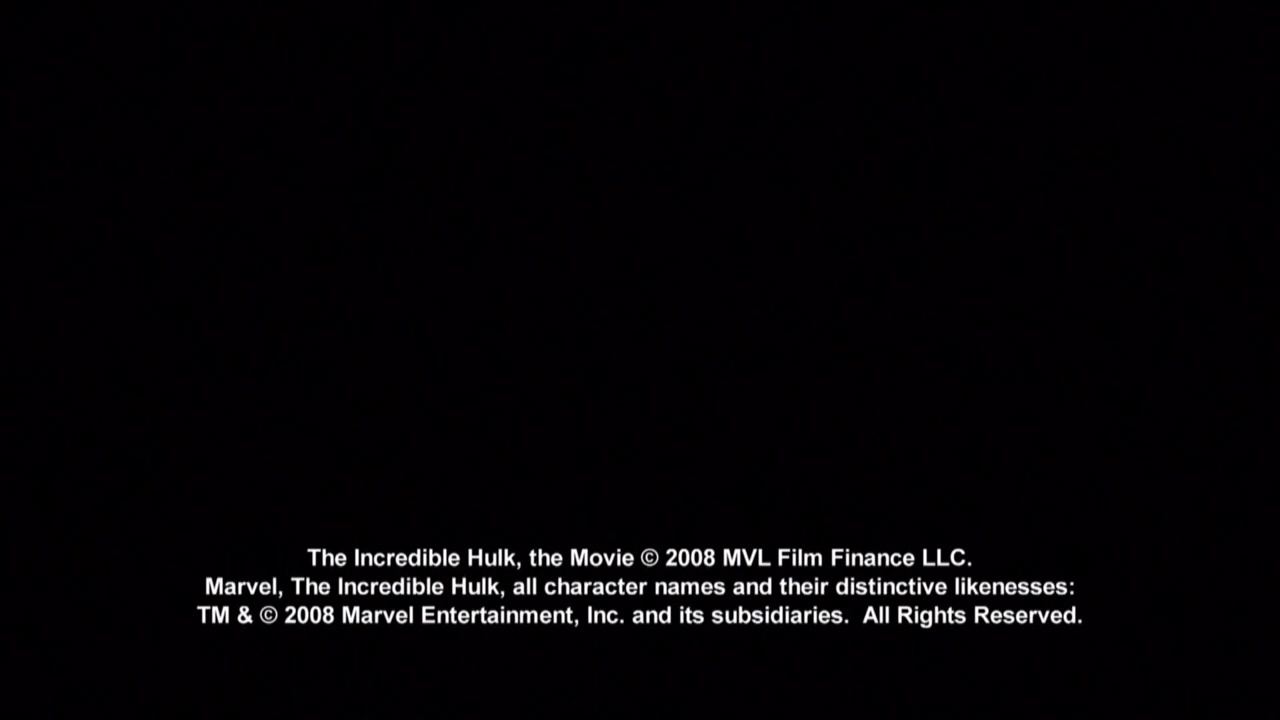 The Incredible Hulk, the Movie © 2008 MVL Film Finance LLC.
Marvel, The Incredible Hulk, all character names and their distinctive likenesses:
TM & © 2008 Marvel Entertainment, Inc. and its subsidiaries.  All Rights Reserved.